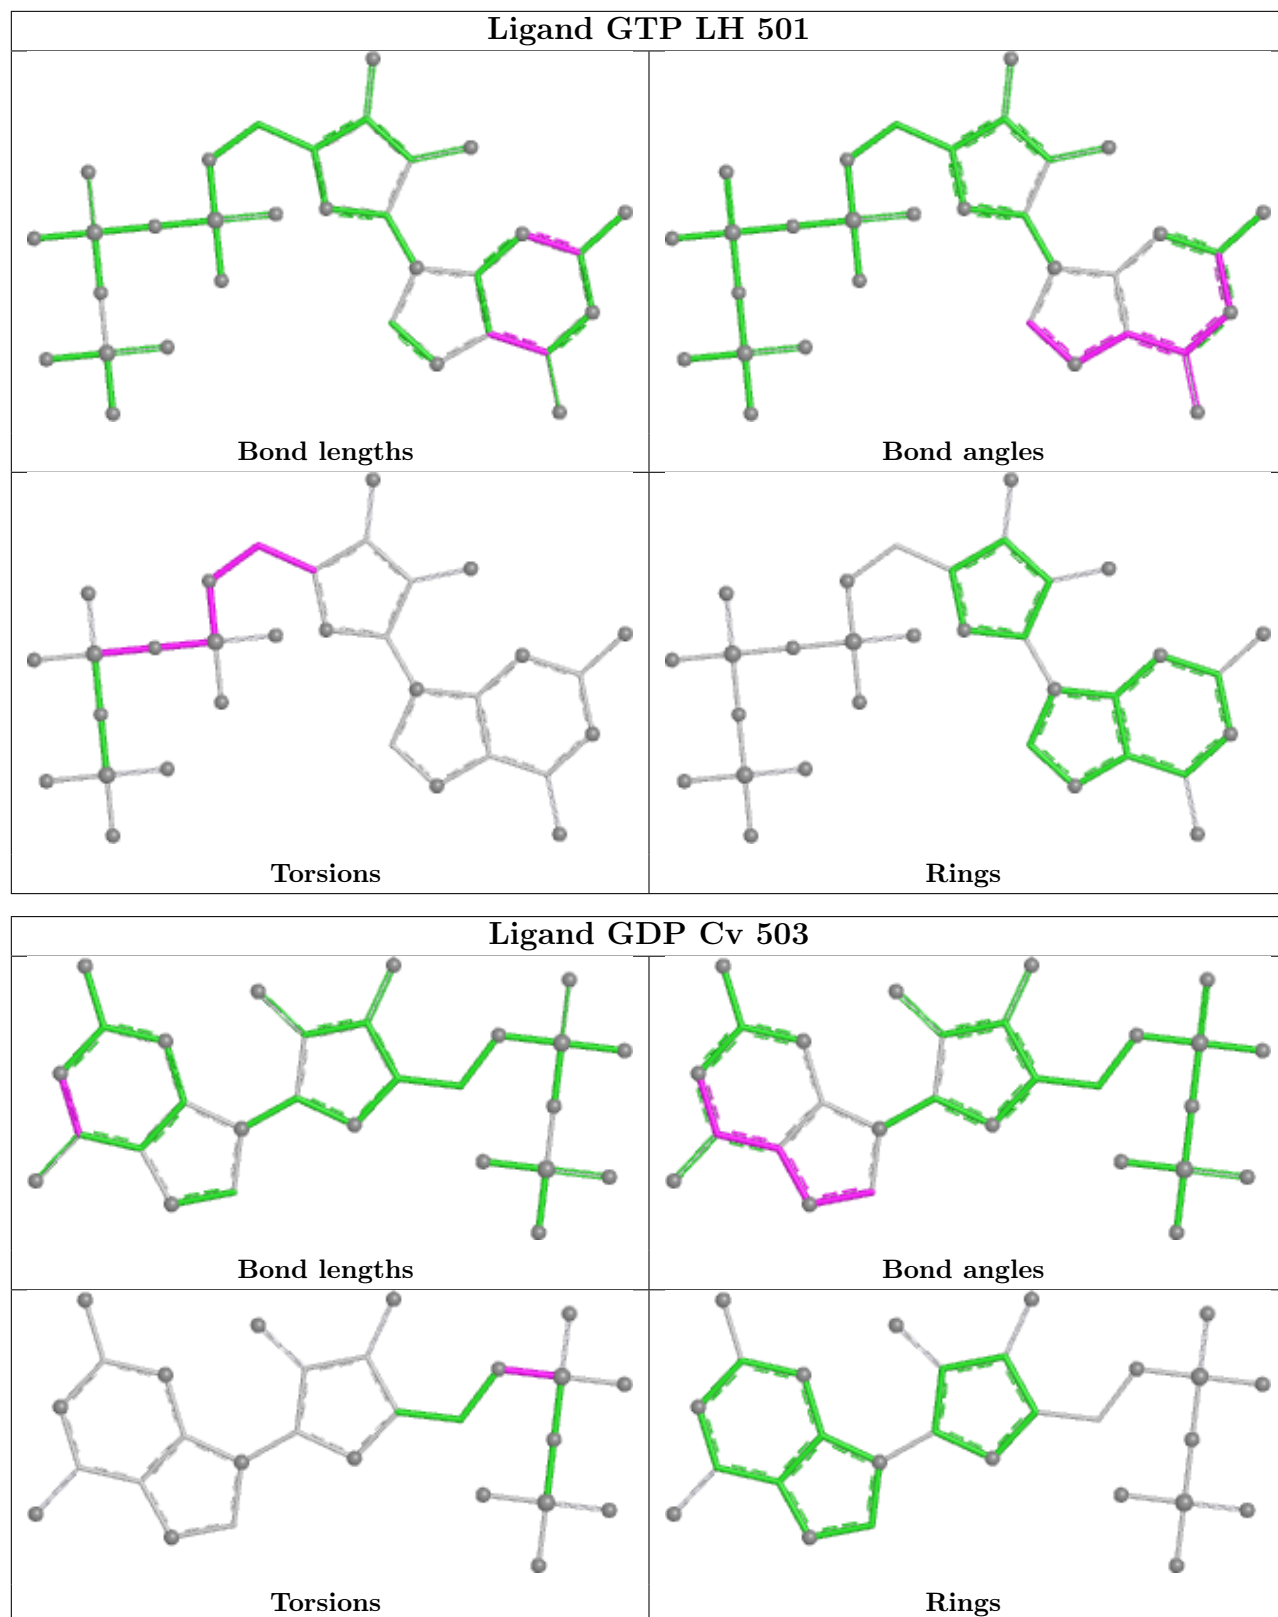 Ligand GTP LH 501
Bond lengths
Bond angles
Torsions
Rings
Ligand GDP Cv 503
Bond lengths
Bond angles
Torsions
Rings